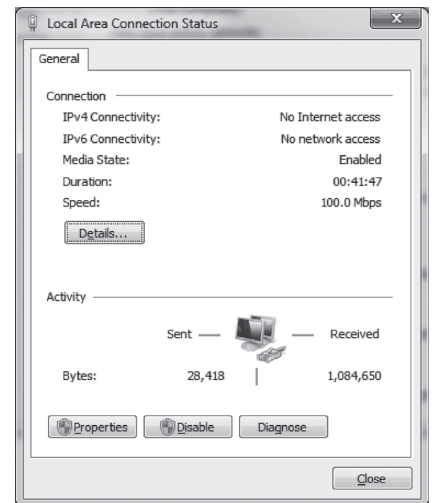 Local Area Connection Status
General
Connection
IPv4 Connectivity: No Internet access
IPv6 Connectivity: No network access
Media State: Enabled
Duration: 00:41:47
Speed: 100.0 Mbps
Details...
Activity
Sent — — Received
Bytes: 28,418 | 1,084,650
Properties Disable Diagnose
Close